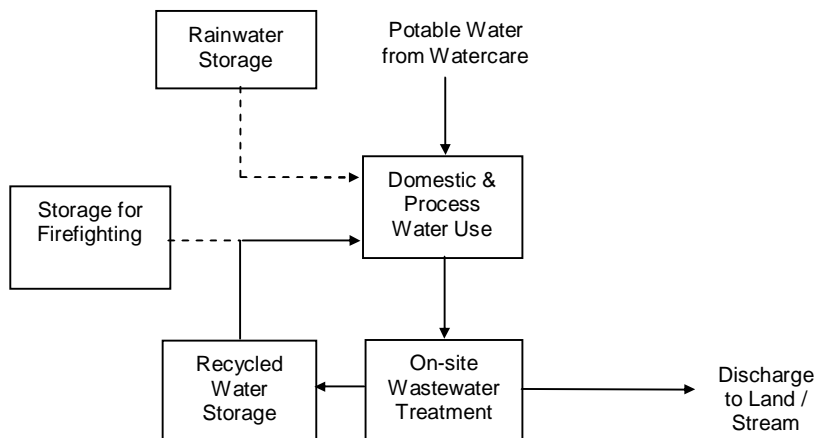 Rainwater
Storage
Potable Water
from Watercare
Domestic &
Process
Water Use
Storage for
Firefighting
Recycled
Water
Storage
On-site
Wastewater
Treatment
Discharge
to Land /
Stream